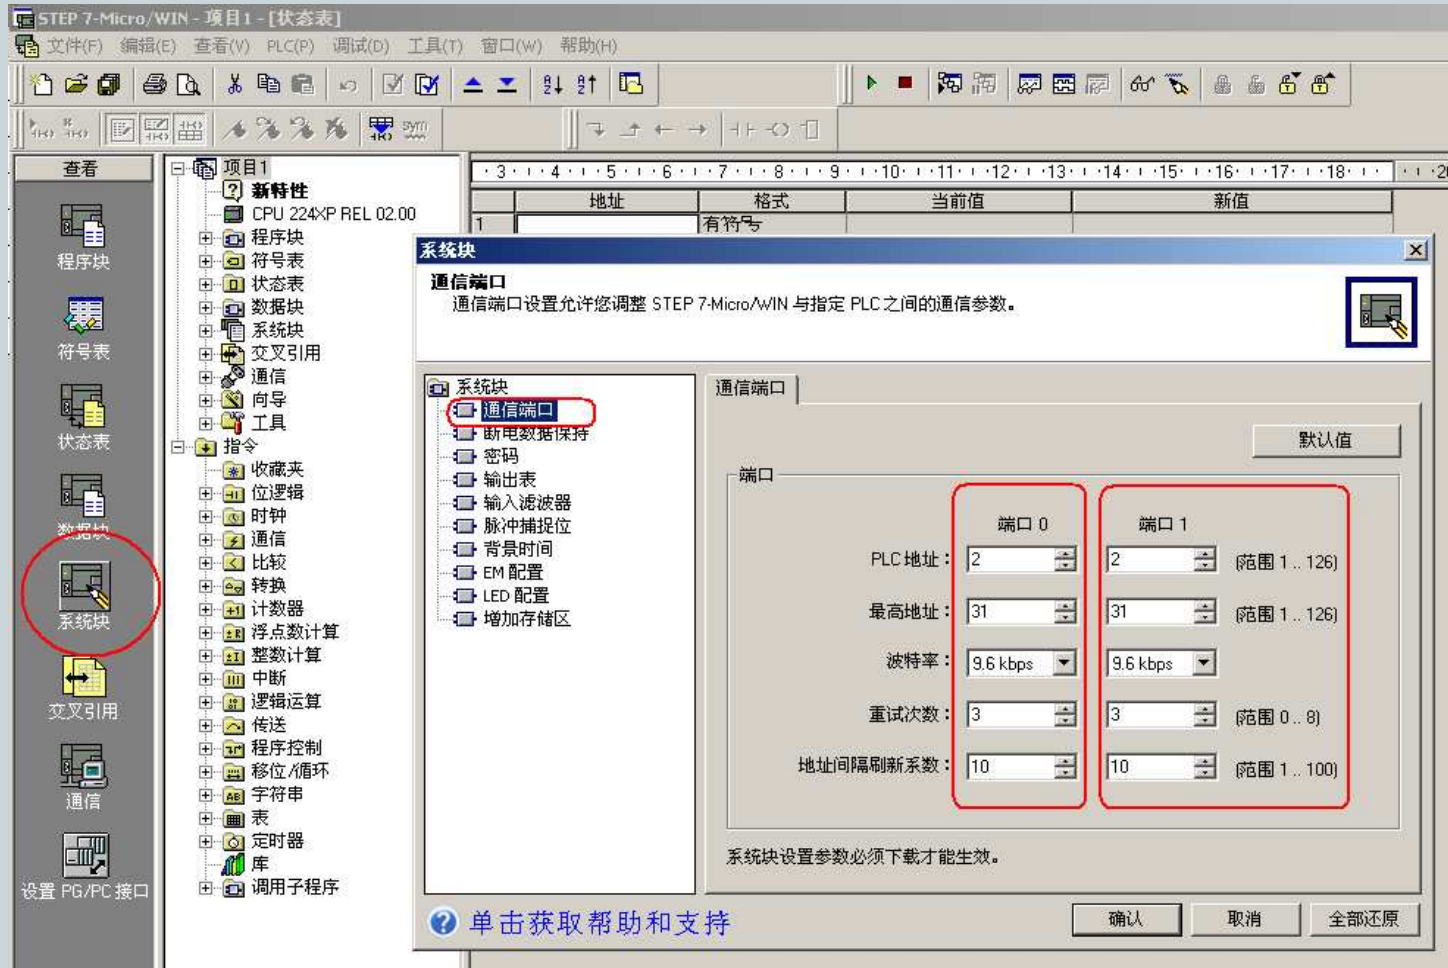 STEP 7-Micro/WIN - 项目1 - [状态表]
文件(F) 编辑(E) 查看(V) PLC(P) 调试(D) 工具(T) 窗口(W) 帮助(H)
查看
程序块
符号表
状态表
数据块
系统块
交叉引用
通信
设置 PG/PC 接口
项目1
新特性
CPU 224XP REL 02.00
程序块
符号表
状态表
数据块
系统块
交叉引用
通信
向导
工具
指令
收藏夹
位逻辑
时钟
通信
比较
转换
计数器
浮点数计算
整数计算
中断
逻辑运算
传送
程序控制
移位/循环
字符串
表
定时器
库
调用子程序
3 4 5 6 7 8 9 10 11 12 13 14 15 16 17 18
地址 格式 当前值 新值
1 有符号
系统块
通信端口
通信端口设置允许您调整 STEP 7-Micro/WIN 与指定 PLC 之间的通信参数。
系统块
通信端口
断电数据保持
密码
输出表
输入滤波器
脉冲捕捉位
背景时间
EM 配置
LED 配置
增加存储区
通信端口
默认值
端口
端口 0 端口 1
PLC 地址： 2 2 (范围 1 .. 126)
最高地址： 31 31 (范围 1 .. 126)
波特率： 9.6 kbps 9.6 kbps
重试次数： 3 3 (范围 0 .. 8)
地址间隔刷新系数： 10 10 (范围 1 .. 100)
系统块设置参数必须下载才能生效。
单击获取帮助和支持
确认 取消 全部还原